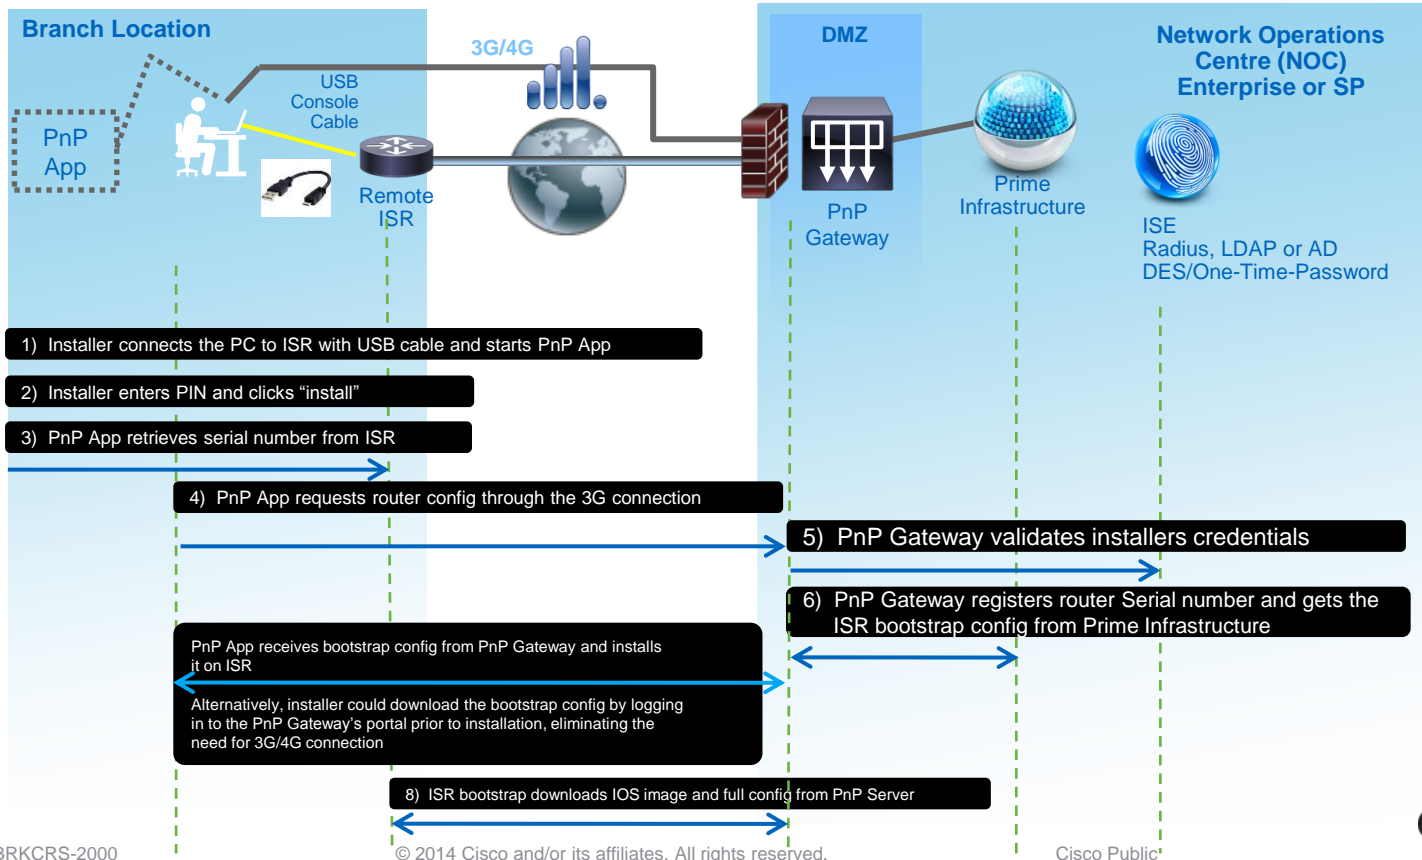 Branch Location
PnP
App
USB
Console
Cable
Remote
ISR
3G/4G
DMZ
PnP
Gateway
Prime
Infrastructure
Network Operations
Centre (NOC)
Enterprise or SP
ISE
Radius, LDAP or AD
DES/One-Time-Password
1) Installer connects the PC to ISR with USB cable and starts PnP App
2) Installer enters PIN and clicks “install”
3) PnP App retrieves serial number from ISR
4) PnP App requests router config through the 3G connection
5) PnP Gateway validates installers credentials
6) PnP Gateway registers router Serial number and gets the
ISR bootstrap config from Prime Infrastructure
PnP App receives bootstrap config from PnP Gateway and installs
it on ISR
Alternatively, installer could download the bootstrap config by logging
in to the PnP Gateway’s portal prior to installation, eliminating the
need for 3G/4G connection
8) ISR bootstrap downloads IOS image and full config from PnP Server
BRKCRS-2000
© 2014 Cisco and/or its affiliates. All rights reserved.
Cisco Public